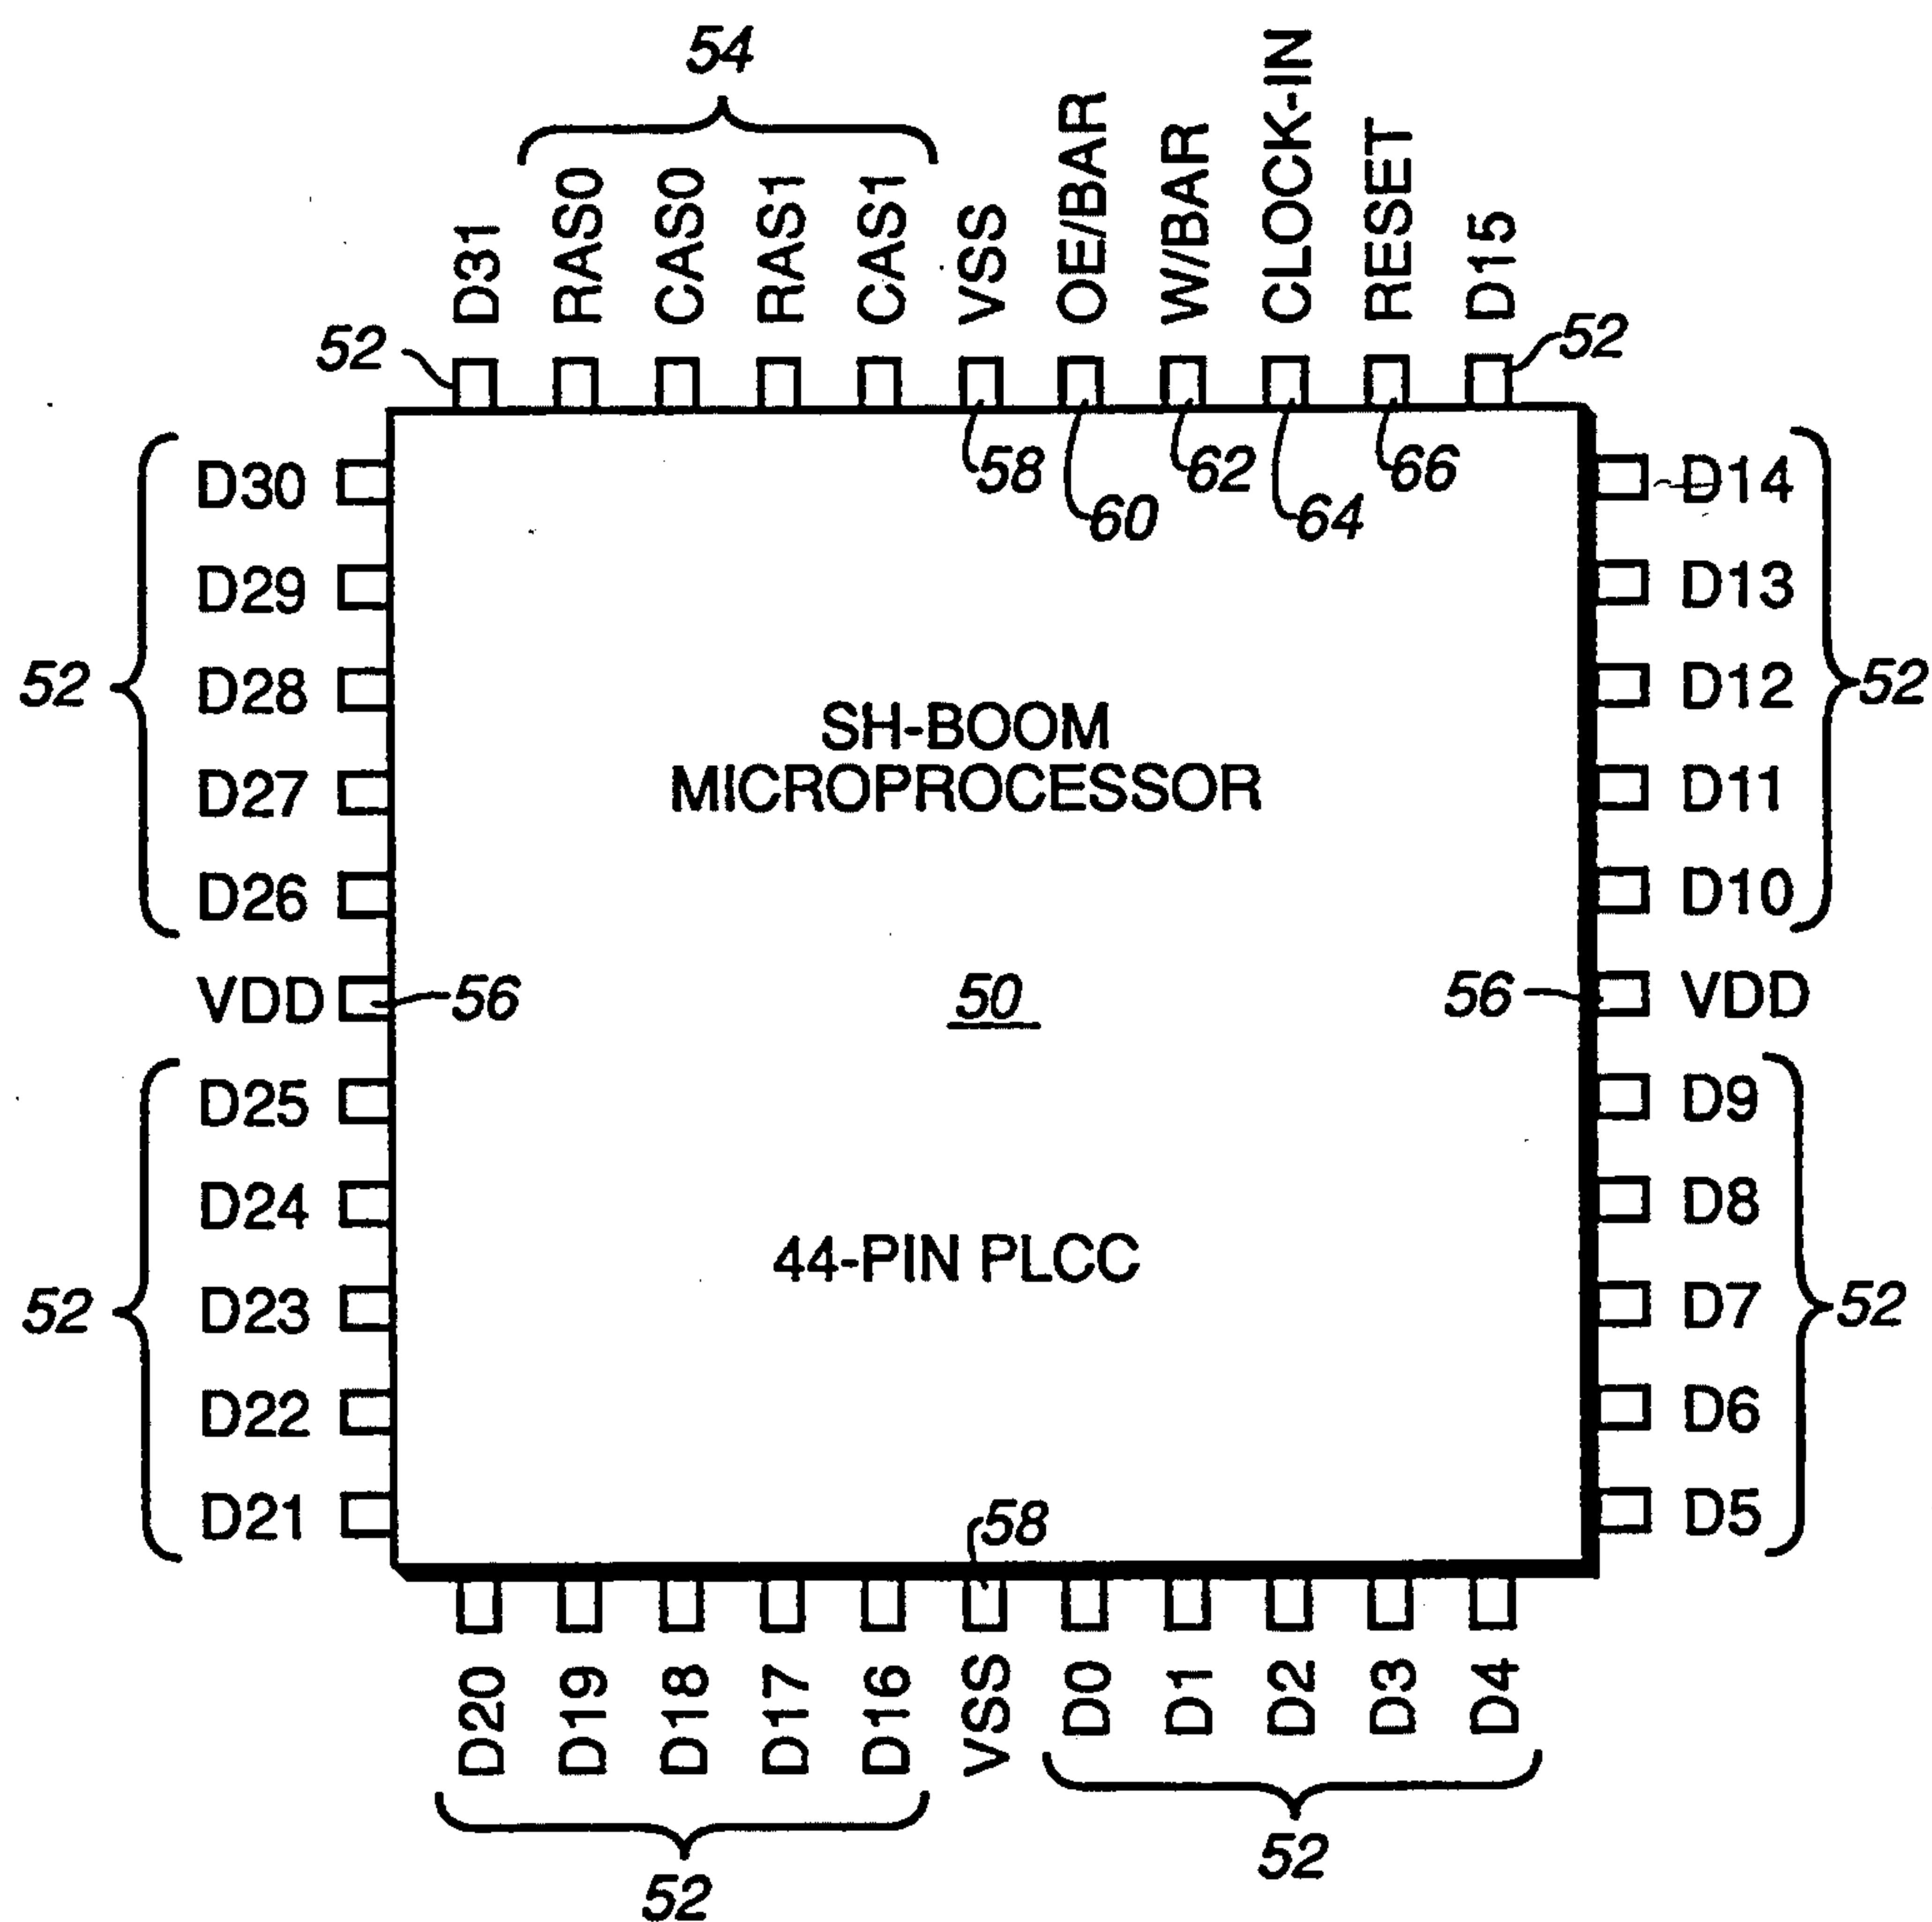 54
D31
RAS0
CAS0
RAS1
CAS1
VSS
OE/BAR
W/BAR
CLOCK-IN
RESET
D15
52
52
58
60
62
64
66
D30
D29
D28
D27
D26
52
VDD
56
D25
D24
D23
D22
D21
52
SH-BOOM
MICROPROCESSOR
50
44-PIN PLCC
D14
D13
D12
D11
D10
52
56
VDD
D9
D8
D7
D6
D5
52
58
D20
D19
D18
D17
D16
VSS
D0
D1
D2
D3
D4
52
52